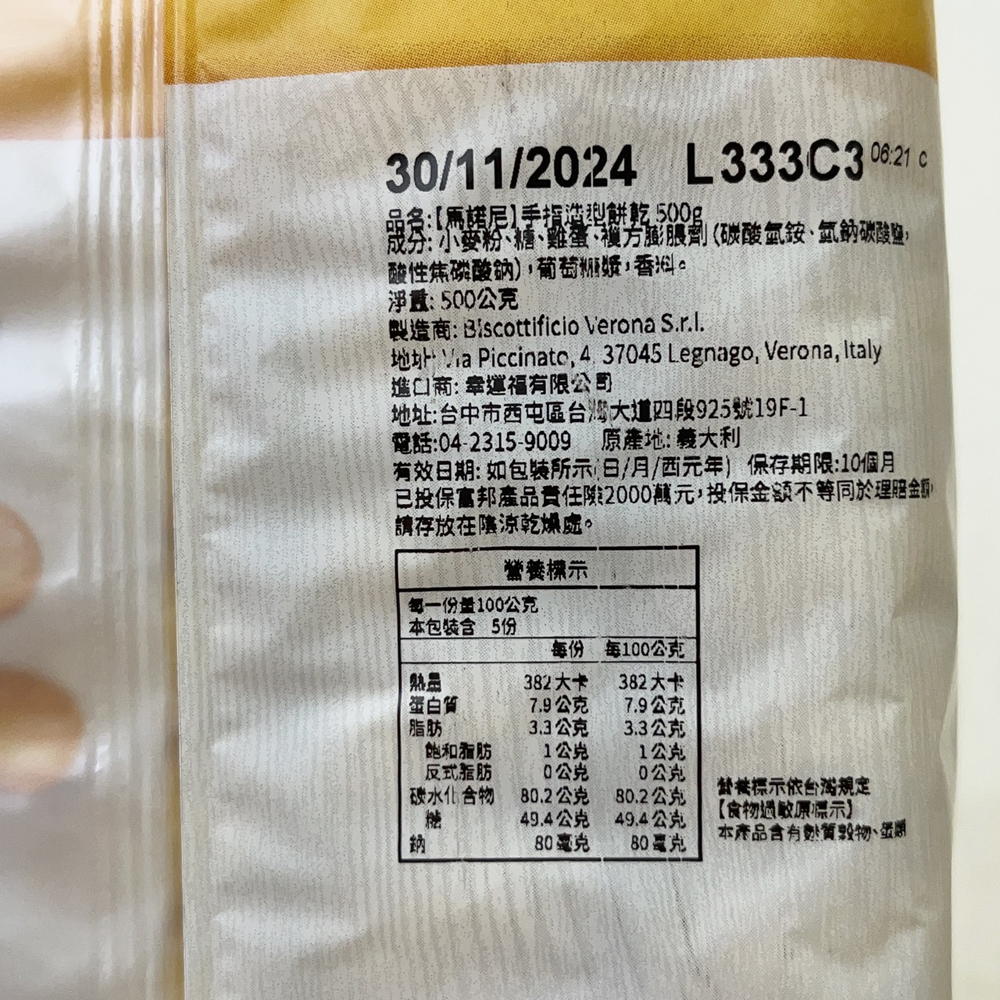 30/11/2024 L333C3 06:21 C
品名:【馬諾尼】手指造型餅乾 500g
成分: 小麥粉、糖、雞蛋、複方膨脹劑 (碳酸氫銨、氫鈉碳酸鹽,
酸性焦磷酸鈉), 葡萄糖漿, 香料。
淨重: 500公克
製造商: Biscottificio Verona S.r.l.
地址: Via Piccinato, 4, 37045 Legnago, Verona, Italy
進口商: 幸運福有限公司
地址:台中市西屯區台灣大道四段925號19F-1
電話:04-2315-9009 原產地: 義大利
有效日期: 如包裝所示(日/月/西元年) 保存期限:10個月
已投保富邦產品責任險2000萬元,投保金額不等同於理賠金額,
請存放在陰涼乾燥處。
營養標示
每一份量100公克
本包裝含 5份
每份 每100公克
熱量 382大卡 382大卡
蛋白質 7.9公克 7.9公克
脂肪 3.3公克 3.3公克
飽和脂肪 1公克 1公克
反式脂肪 0公克 0公克
碳水化合物 80.2公克 80.2公克
糖 49.4公克 49.4公克
鈉 80毫克 80毫克
營養標示依台灣規定
【食物過敏原標示】
本產品含有麩質穀物、蛋類